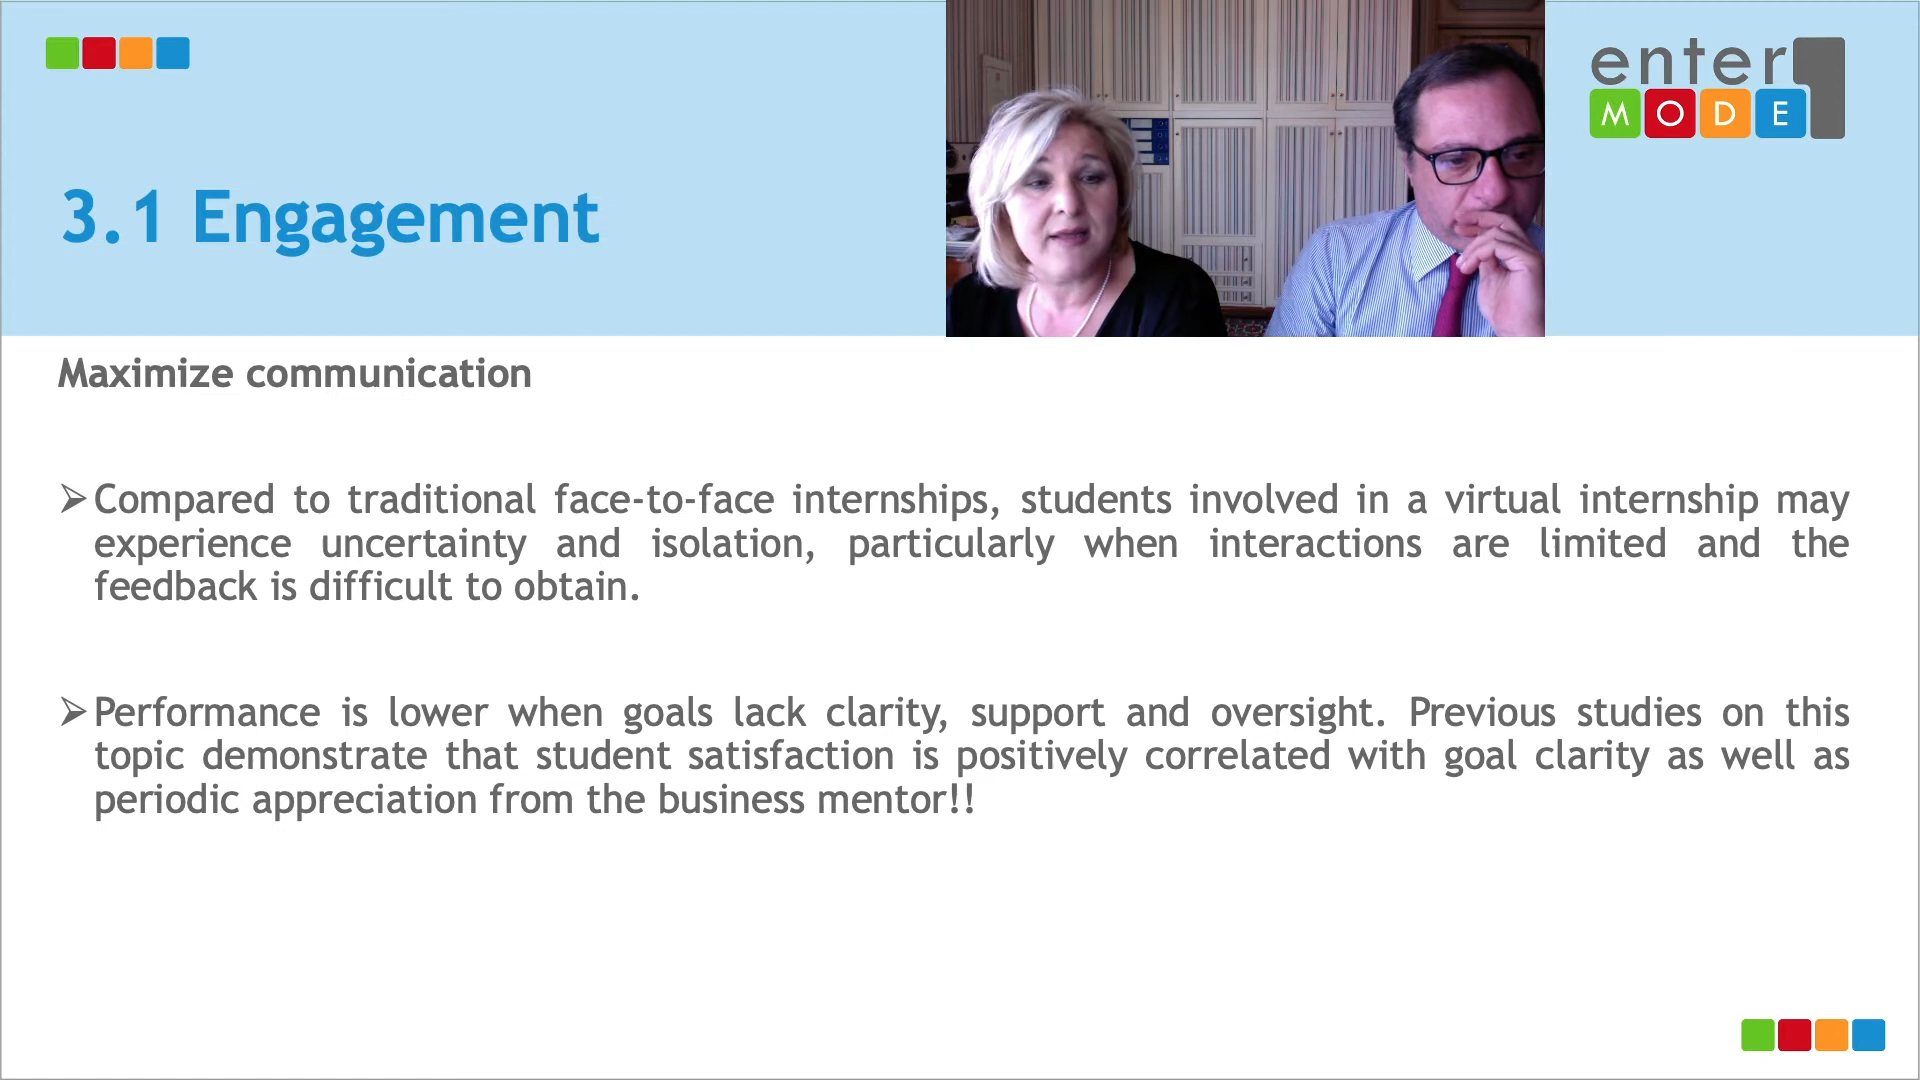 enter
MODE
3.1 Engagement
Maximize communication
➢Compared to traditional face-to-face internships, students involved in a virtual internship may
experience uncertainty and isolation, particularly when interactions are limited and the
feedback is difficult to obtain.
➢Performance is lower when goals lack clarity, support and oversight. Previous studies on this
topic demonstrate that student satisfaction is positively correlated with goal clarity as well as
periodic appreciation from the business mentor!!